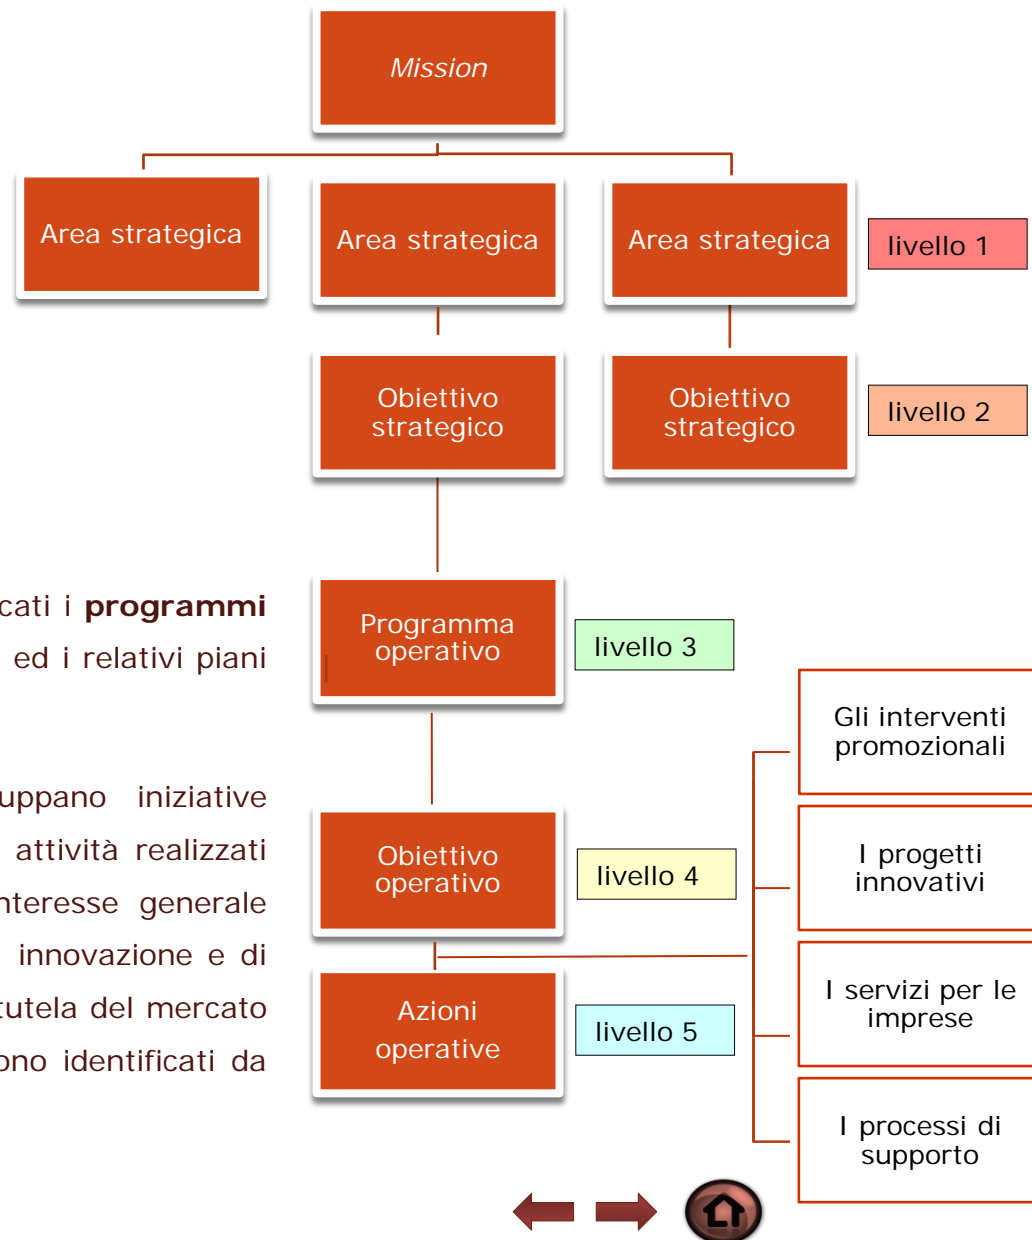 Mission
Area strategica
Area strategica
Area strategica
livello 1
Obiettivo
strategico
Obiettivo
strategico
livello 2
cati i programmi
ed i relativi piani
Programma
operativo
livello 3
uppano iniziative
attività realizzati
nteresse generale
innovazione e di
tutela del mercato
ono identificati da
Obiettivo
operativo
livello 4
Azioni
operative
livello 5
Gli interventi
promozionali
I progetti
innovativi
I servizi per le
imprese
I processi di
supporto